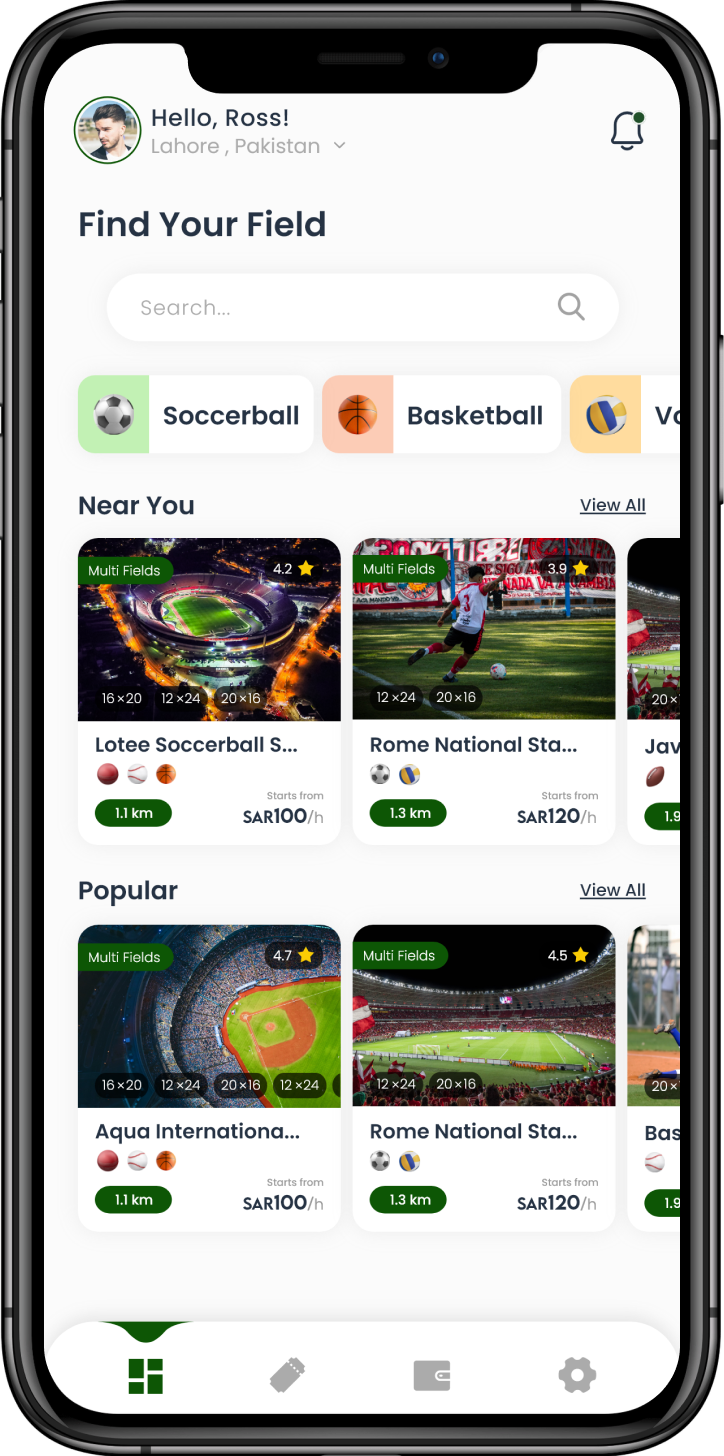 Hello, Ross!
Lahore , Pakistan
Find Your Field
Search...
Soccerball
Basketball
Near You
View All
Multi Fields
4.2
16×20
12×24
20×16
Lotee Soccerball S...
Starts from
1.1 km
SAR100/h
Multi Fields
3.9
12×24
20×16
Rome National Sta...
Starts from
1.3 km
SAR120/h
20×
Jav
1.9
Popular
View All
Multi Fields
4.7
16×20
12×24
20×16
12×24
Aqua Internationa...
Starts from
1.1 km
SAR100/h
Multi Fields
4.5
12×24
20×16
Rome National Sta...
Starts from
1.3 km
SAR120/h
20×
Bas
1.9